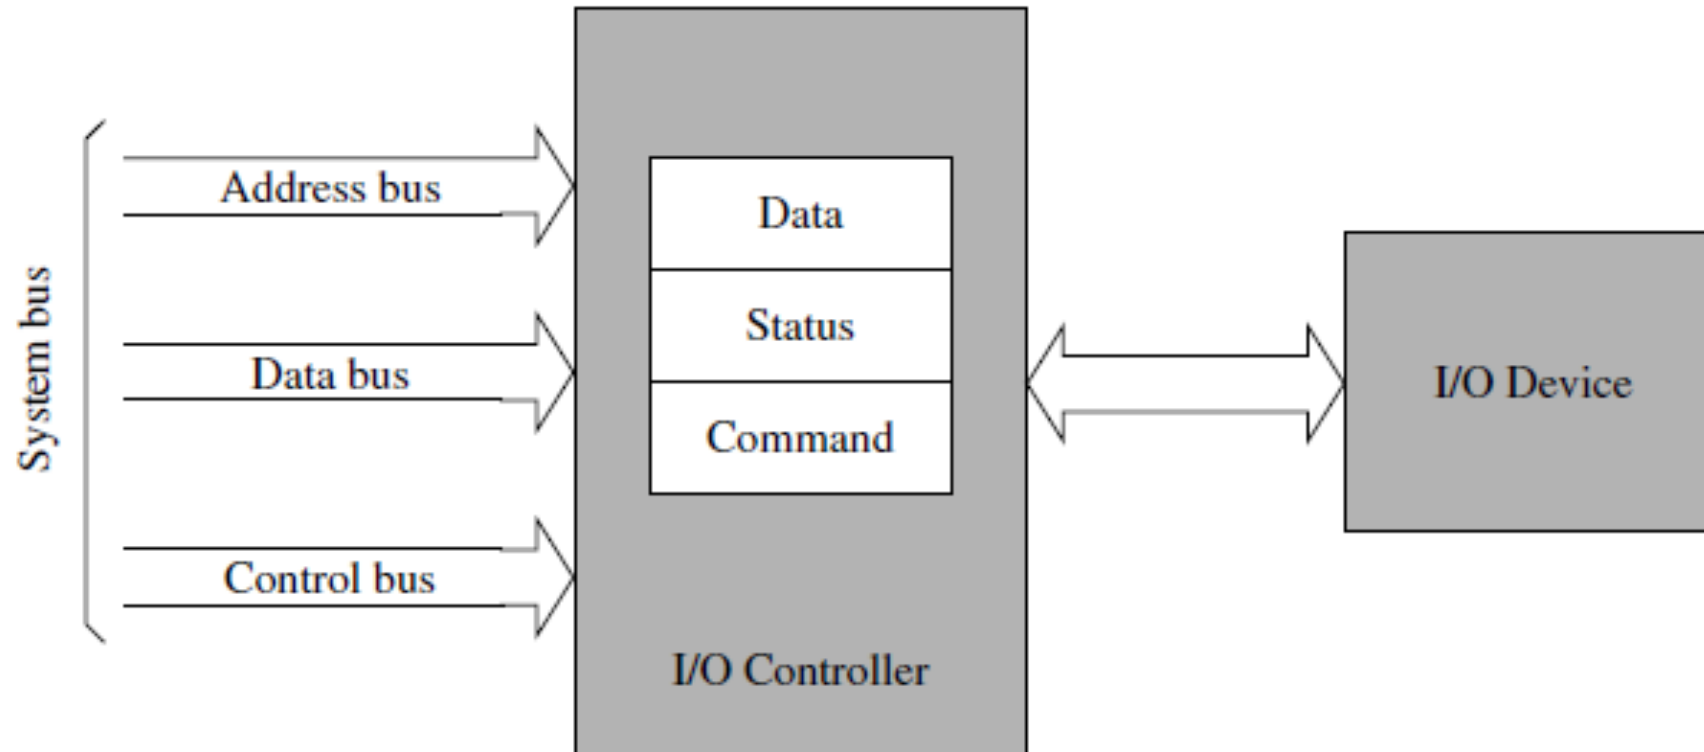 System bus
Address bus
Data bus
Control bus
Data
Status
Command
I/O Controller
I/O Device